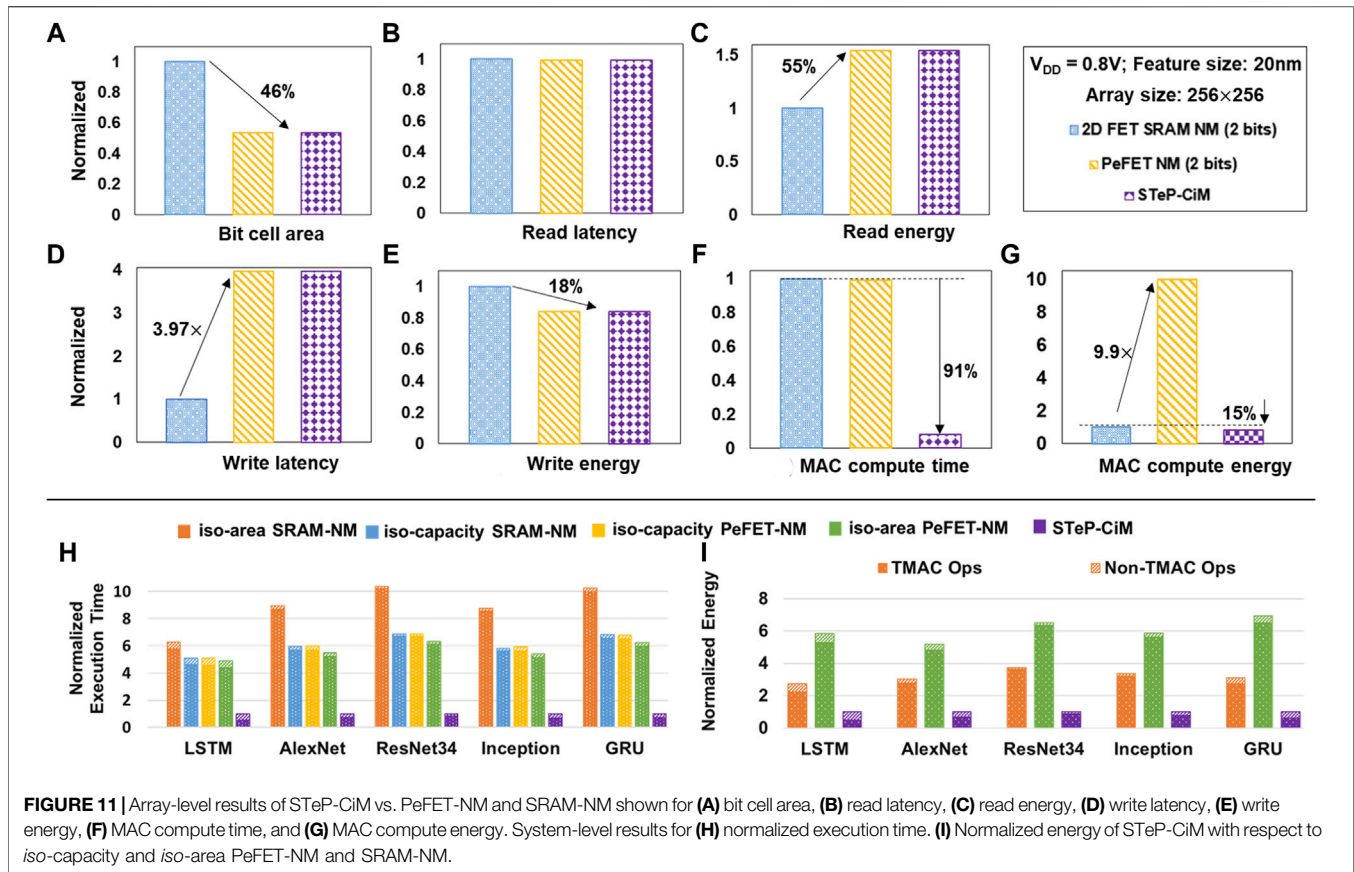 A
Normalized
1
0.8
0.6
0.4
0.2
0
46%
Bit cell area
B
1
0.8
0.6
0.4
0.2
0
Read latency
C
1.5
1
0.5
0
55%
Read energy
V_DD = 0.8V; Feature size: 20nm
Array size: 256×256
2D FET SRAM NM (2 bits)
PeFET NM (2 bits)
STeP-CiM
D
Normalized
4
3
2
1
0
3.97×
Write latency
E
1
0.8
0.6
0.4
0.2
0
18%
Write energy
F
1
0.8
0.6
0.4
0.2
0
91%
MAC compute time
G
10
8
6
4
2
0
9.9×
15%
MAC compute energy
iso-area SRAM-NM iso-capacity SRAM-NM iso-capacity PeFET-NM iso-area PeFET-NM STeP-CiM
H
Normalized
Execution Time
10
8
6
4
2
0
LSTM AlexNet ResNet34 Inception GRU
I
TMAC Ops Non-TMAC Ops
Normalized Energy
8
6
4
2
0
LSTM AlexNet ResNet34 Inception GRU
FIGURE 11 | Array-level results of STeP-CiM vs. PeFET-NM and SRAM-NM shown for (A) bit cell area, (B) read latency, (C) read energy, (D) write latency, (E) write
energy, (F) MAC compute time, and (G) MAC compute energy. System-level results for (H) normalized execution time. (I) Normalized energy of STeP-CiM with respect to
iso-capacity and iso-area PeFET-NM and SRAM-NM.